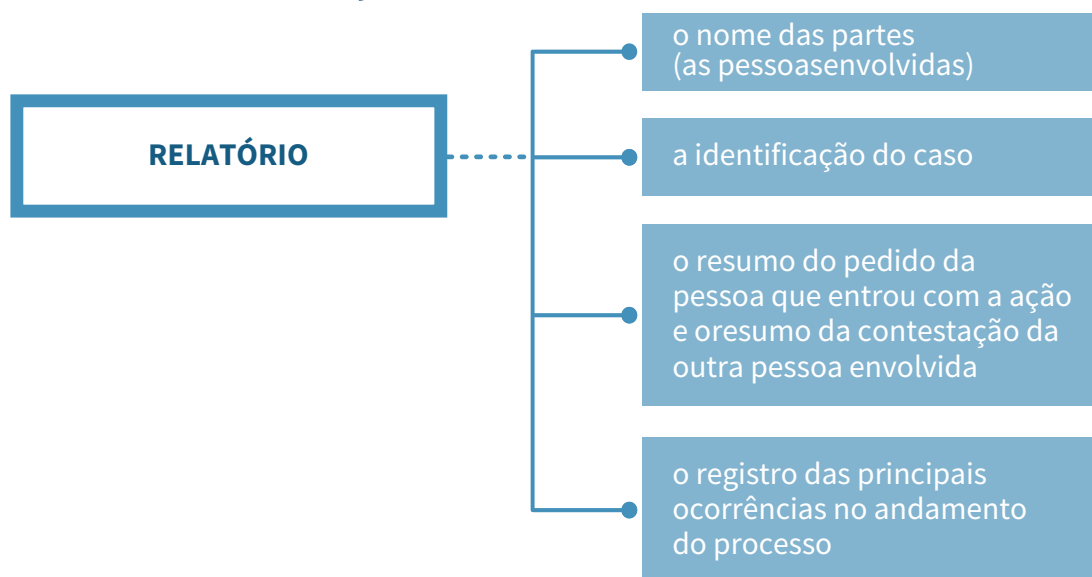 RELATÓRIO
o nome das partes
(as pessoasenvolvidas)
a identificação do caso
o resumo do pedido da
pessoa que entrou com a ação
e oresumo da contestação da
outra pessoa envolvida
o registro das principais
ocorrências no andamento
do processo